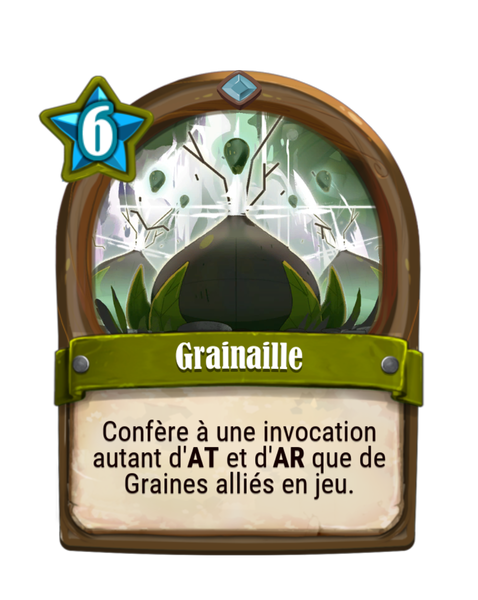 6
Grainaille
Confère à une invocation
autant d'AT et d'AR que de
Graines alliés en jeu.